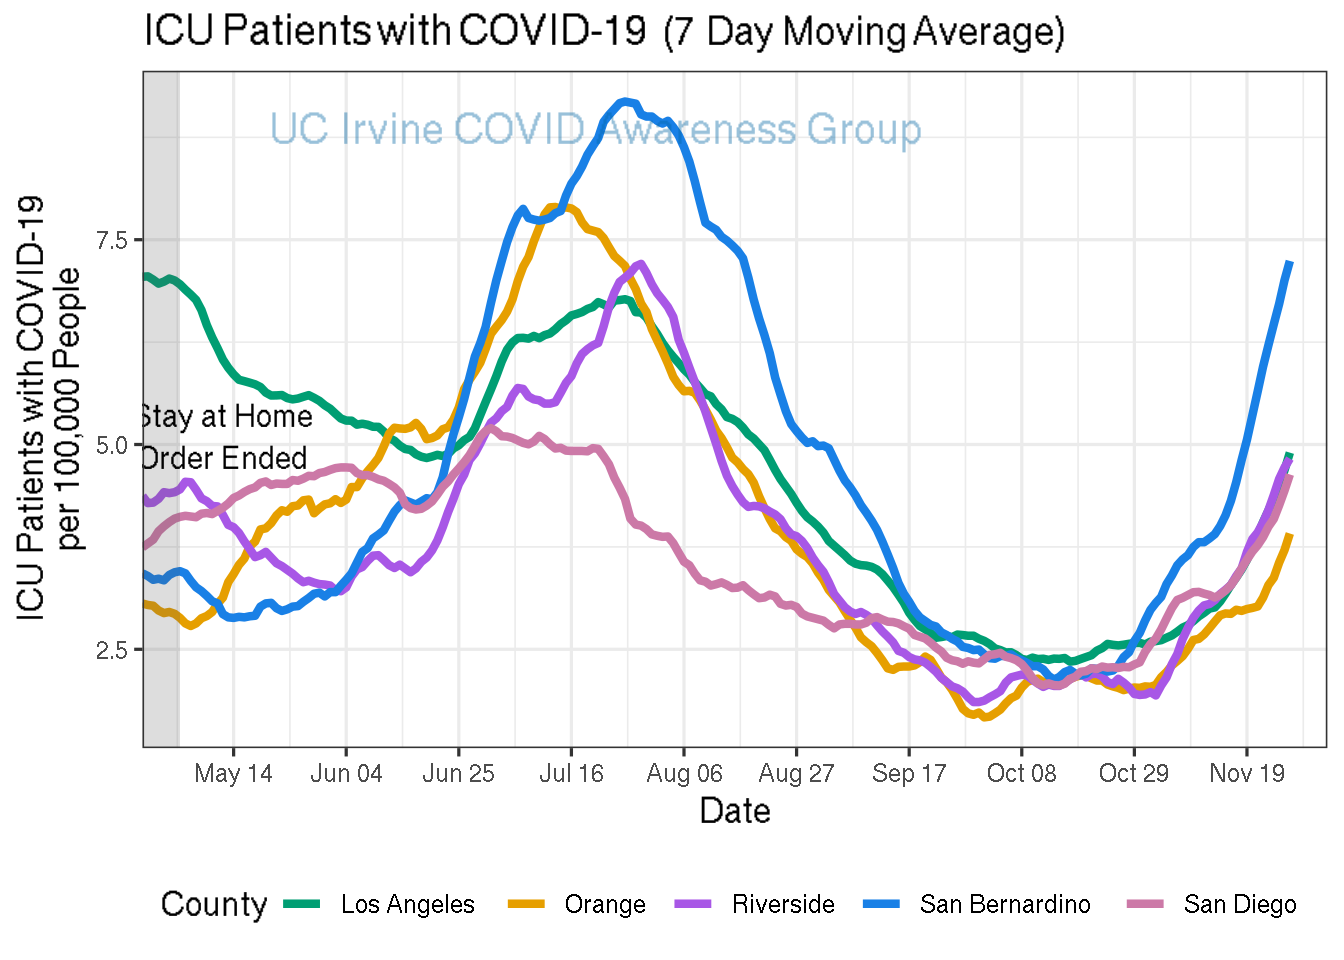 ICU Patients with COVID-19 (7 Day Moving Average)
UC Irvine COVID Awareness Group
ICU Patients with COVID-19
per 100,000 People
7.5
5.0
2.5
Stay at Home
Order Ended
May 14 Jun 04 Jun 25 Jul 16 Aug 06 Aug 27 Sep 17 Oct 08 Oct 29 Nov 19
Date
County Los Angeles Orange Riverside San Bernardino San Diego